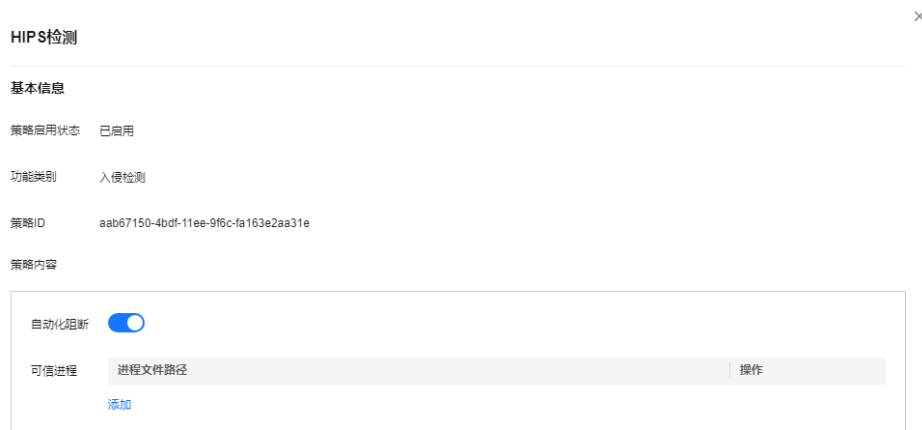 HIPS检测
基本信息
策略启用状态 已启用
功能类别 入侵检测
策略ID aab67150-4bdf-11ee-9f6c-fa163e2aa31e
策略内容
自动化阻断
可信进程 进程文件路径 操作
添加